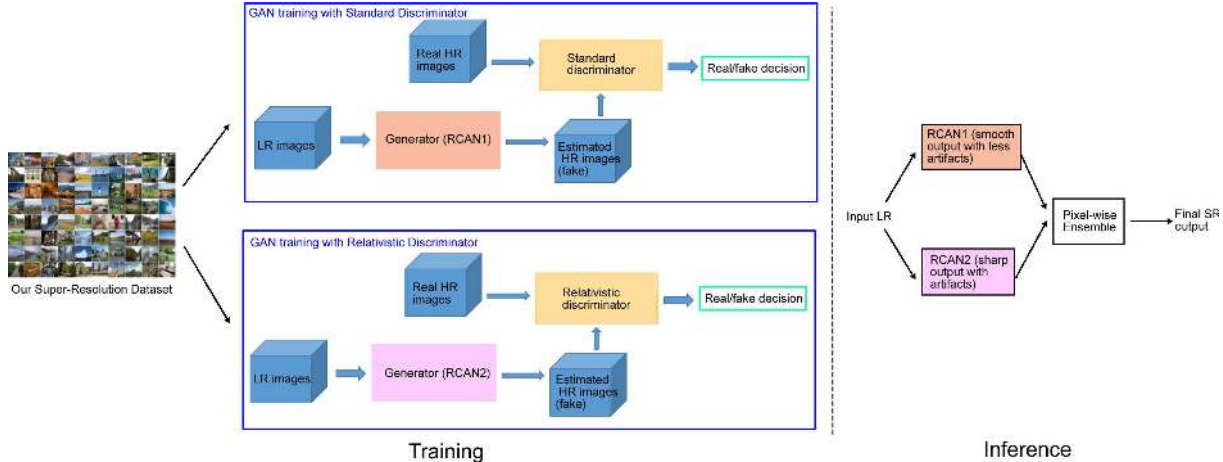 GAN training with Standard Discriminator
Real HR
images
Standard
discriminator
Real/fake decision
LR images
Generator (RCAN1)
Estimated
HR images
(fake)
Our Super-Resolution Dataset
GAN training with Relativistic Discriminator
Real HR
images
Relativistic
discriminator
Real/fake decision
LR images
Generator (RCAN2)
Estimated
HR images
(fake)
Training
Input LR
RCAN1 (smooth
output with less
artifacts)
RCAN2 (sharp
output with
artifacts)
Pixel-wise
Ensemble
Final SR
output
Inference